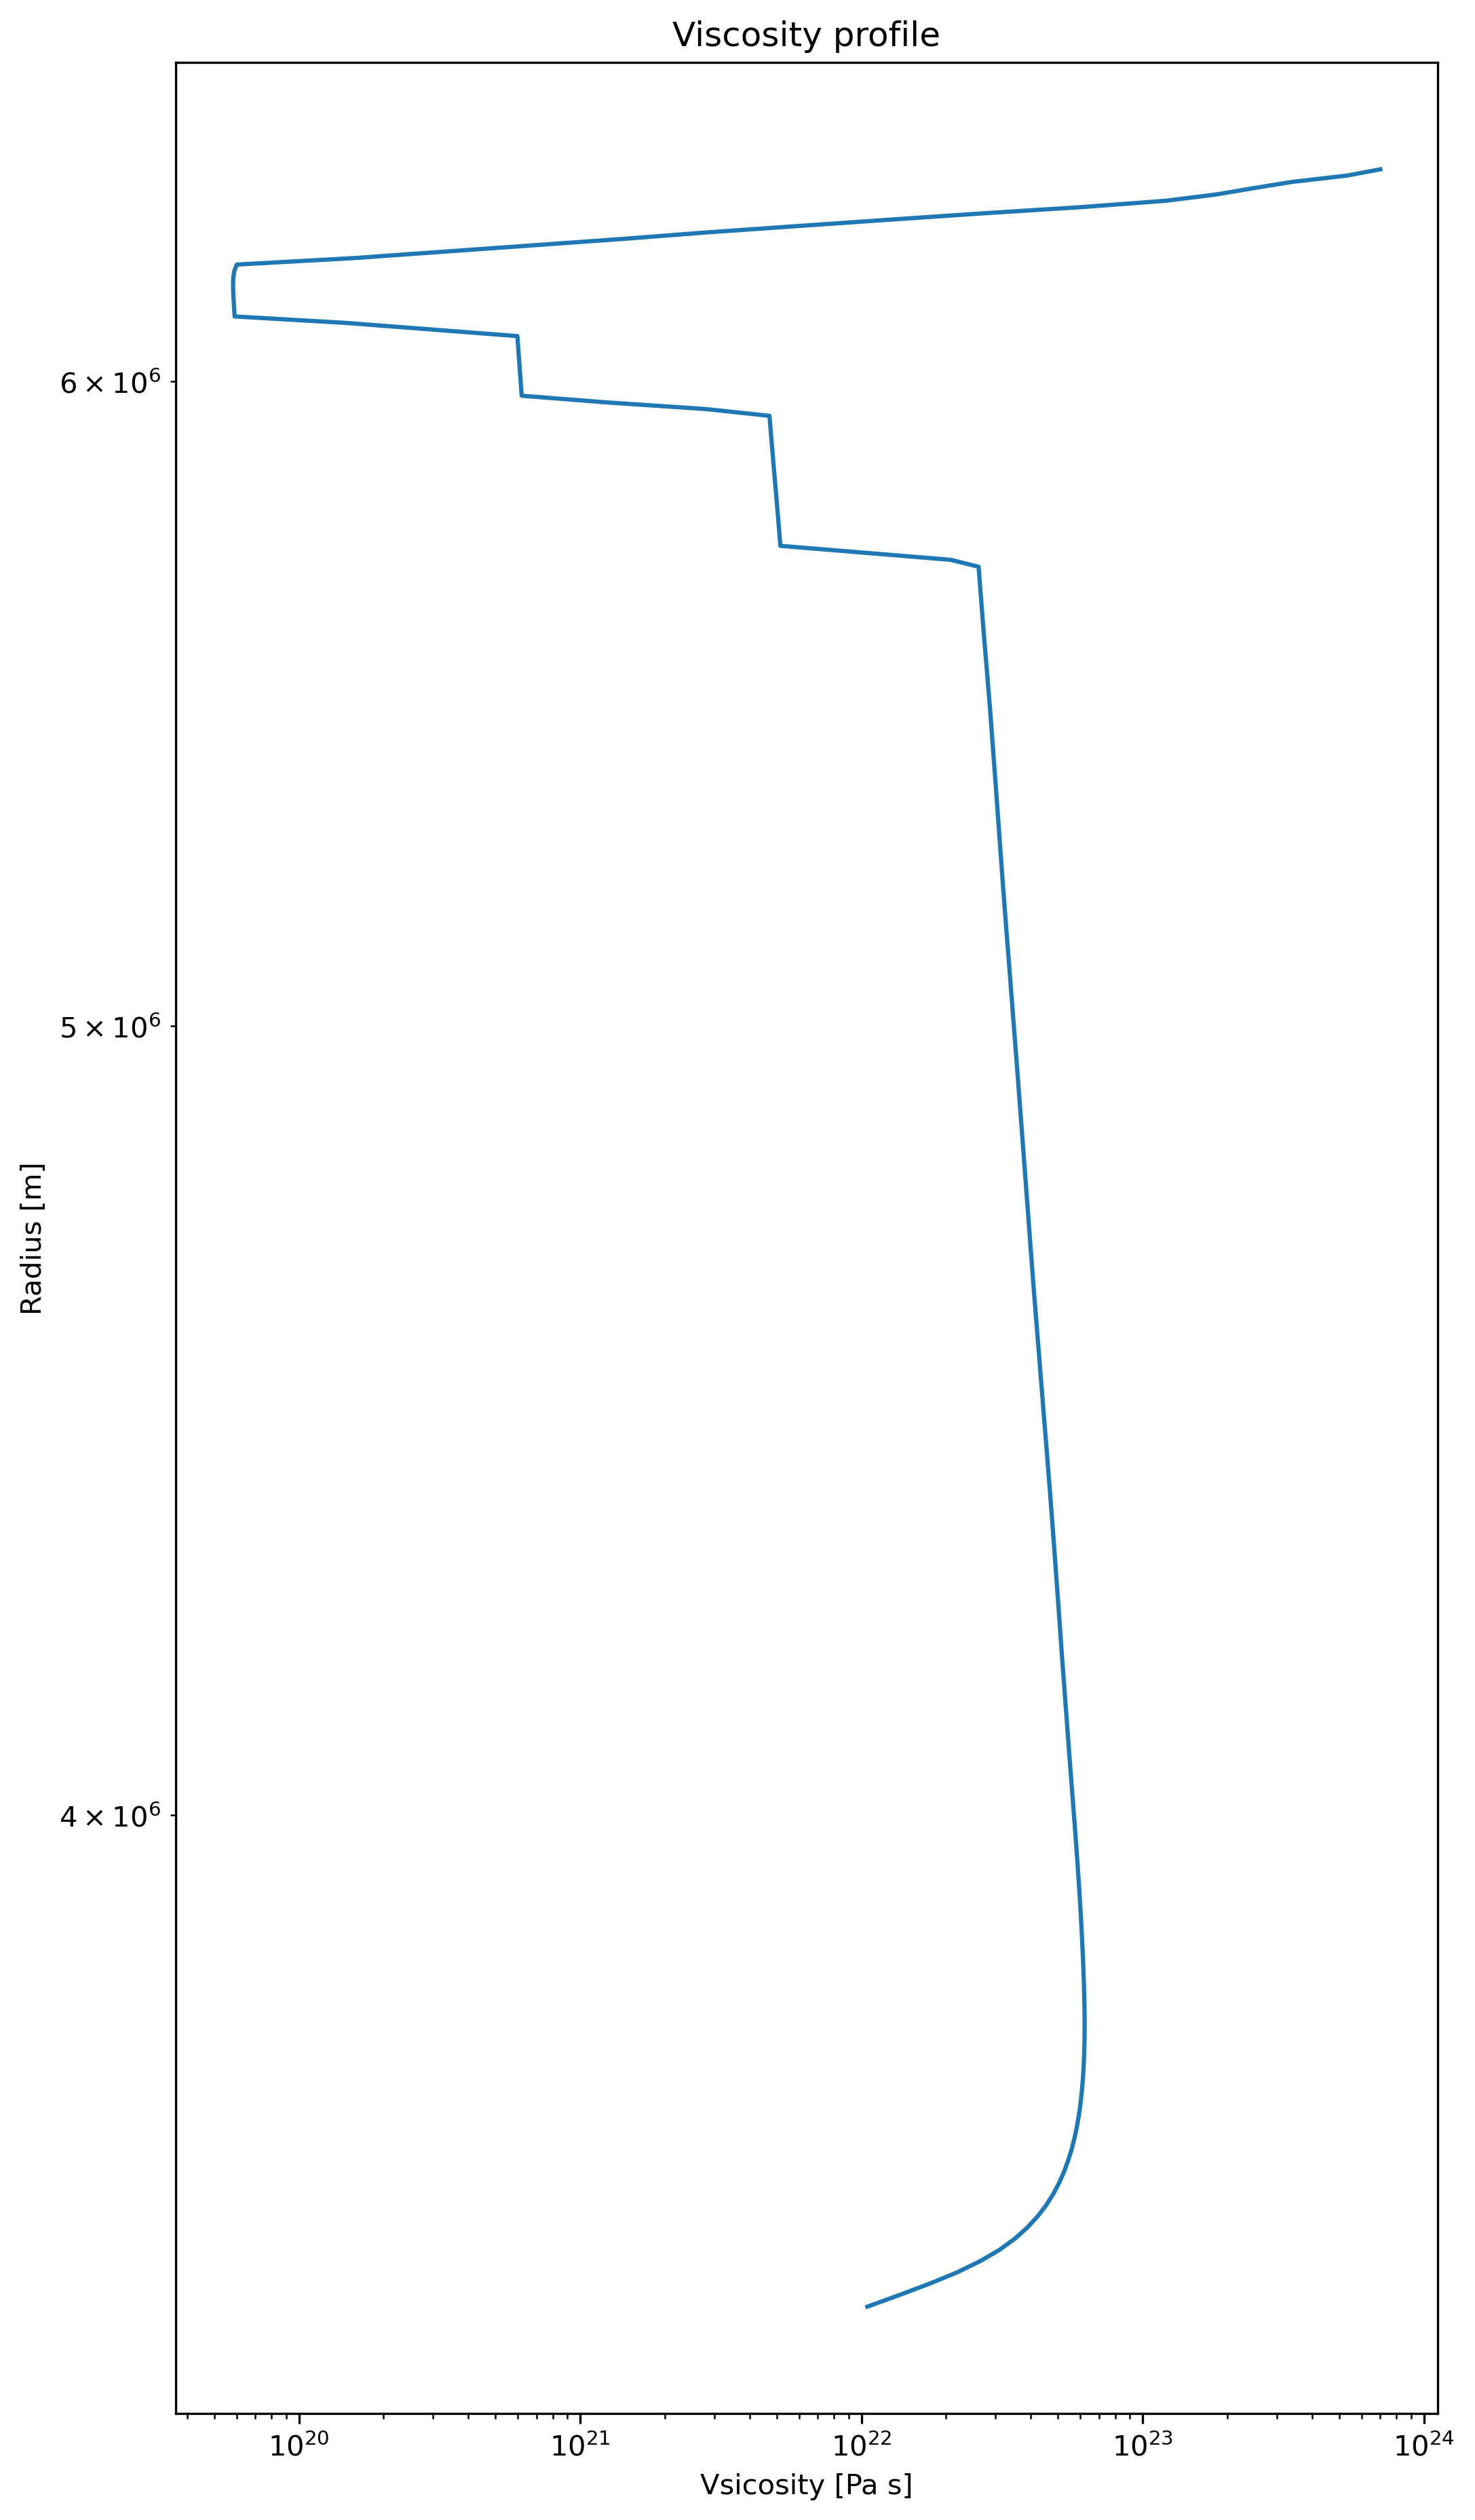 Viscosity profile
6 × 10⁶
5 × 10⁶
Radius [m]
4 × 10⁶
10²⁰ 10²¹ 10²² 10²³ 10²⁴
Vsicosity [Pa s]